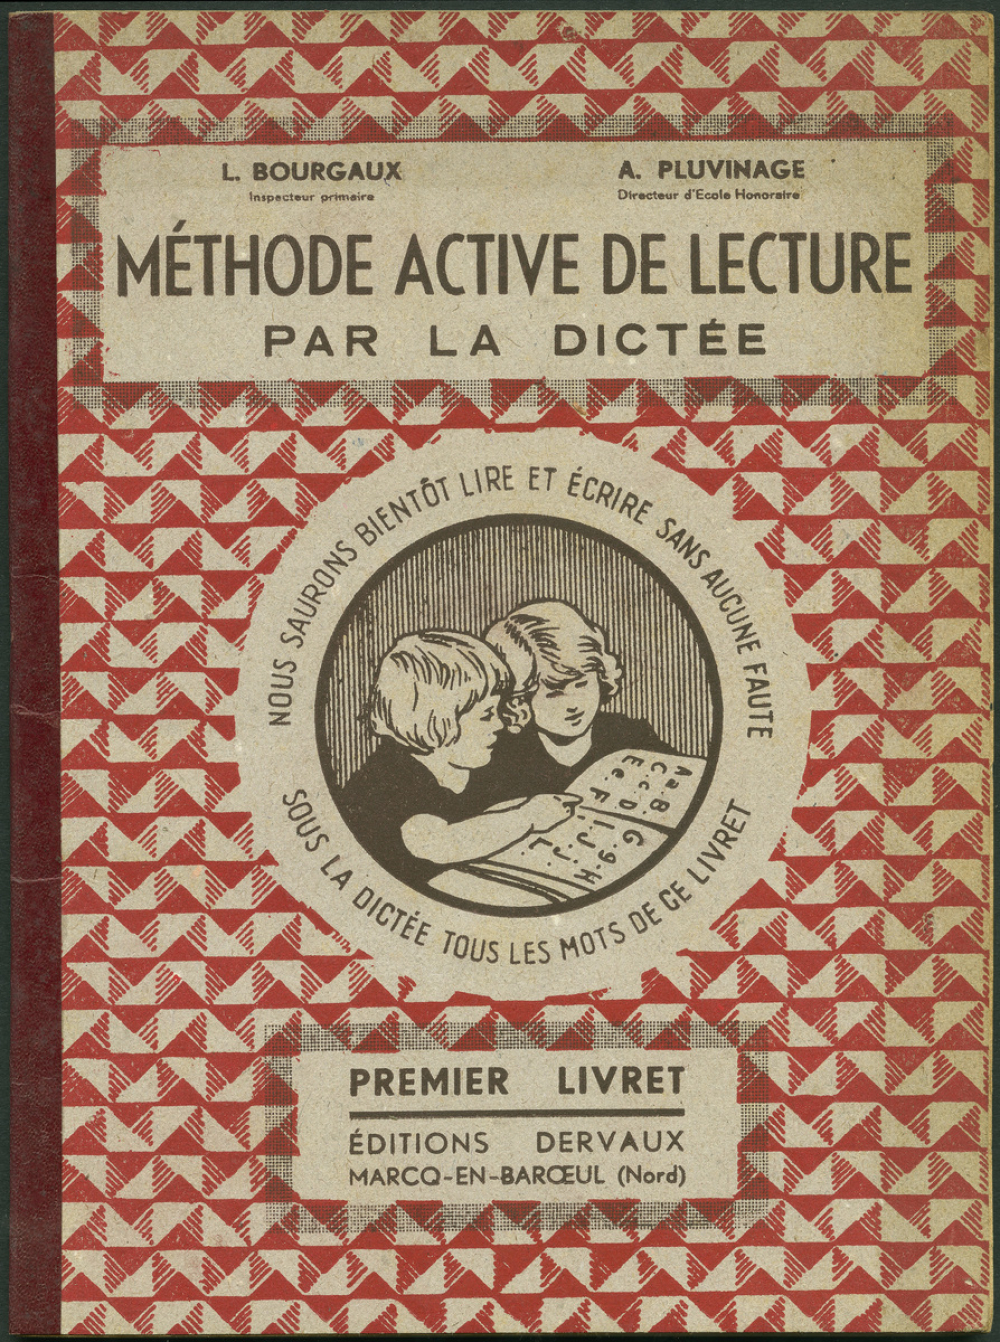 L. BOURGAUX
Inspecteur primaire
A. PLUVINAGE
Directeur d'Ecole Honoraire
MÉTHODE ACTIVE DE LECTURE
PAR LA DICTÉE
NOUS SAURONS BIENTÔT LIRE ET ÉCRIRE SANS AUCUNE FAUTE
SOUS LA DICTÉE TOUS LES MOTS DE CE LIVRET
PREMIER LIVRET
ÉDITIONS DERVAUX
MARCQ-EN-BARŒUL (Nord)